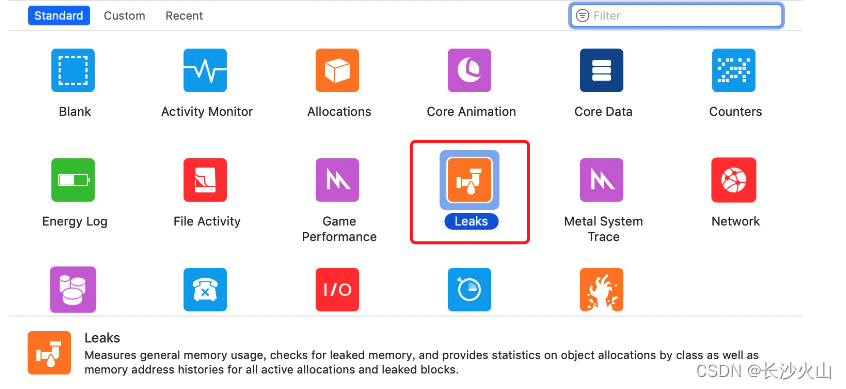 Standard Custom Recent Filter
Blank Activity Monitor Allocations Core Animation Core Data Counters
Energy Log File Activity Game Leaks Metal System Network
Performance Trace
I/O
Leaks
Measures general memory usage, checks for leaked memory, and provides statistics on object allocations by class as well as
memory address histories for all active allocations and leaked blocks.
CSDN @长沙火山